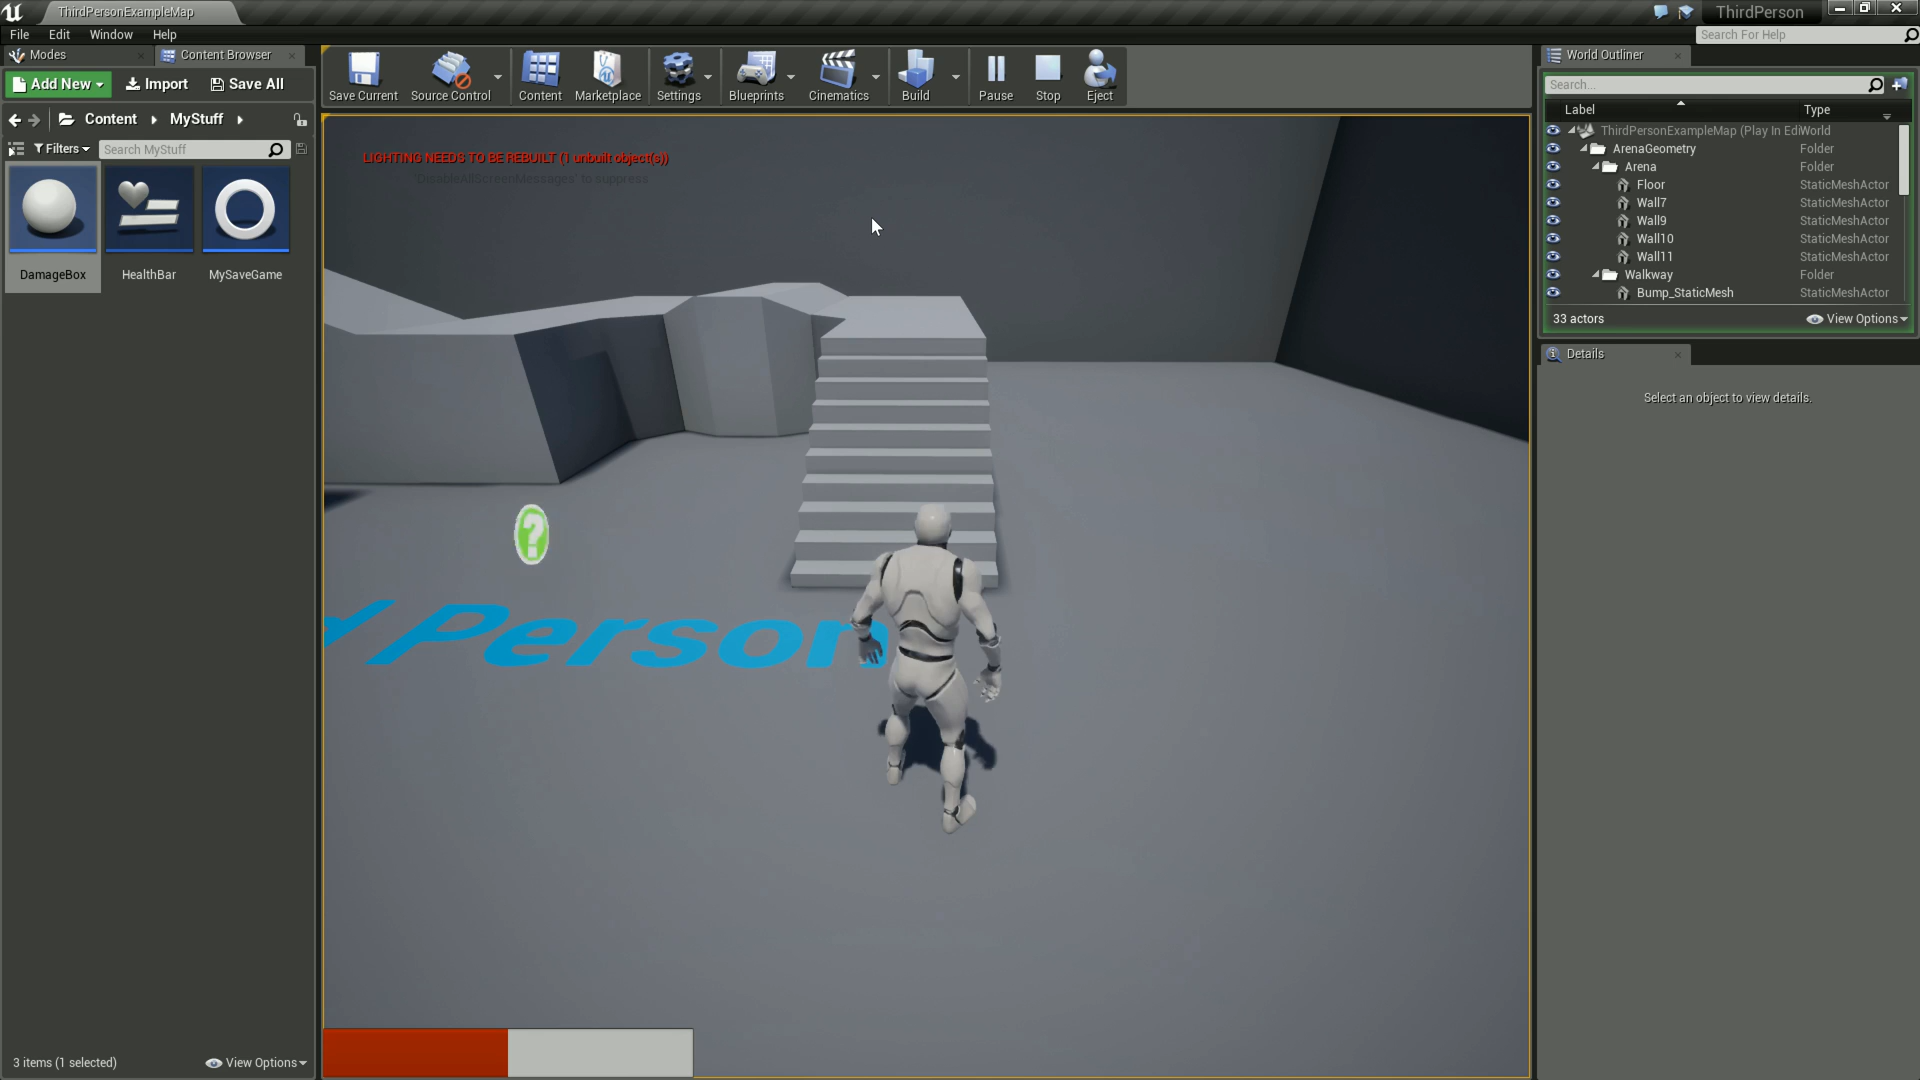 ThirdPersonExampleMap
ThirdPerson
File Edit Window Help
Search For Help
Modes
Content Browser
Add New Import Save All
Content MyStuff
Filters Search MyStuff
DamageBox HealthBar MySaveGame
3 items (1 selected) View Options
Save Current Source Control Content Marketplace Settings Blueprints Cinematics Build Pause Stop Eject
LIGHTING NEEDS TO BE REBUILT (1 unbuilt object(s))
'DisableAllScreenMessages' to suppress
?
Person
World Outliner
Search...
Label Type
ThirdPersonExampleMap (Play In Edi World
ArenaGeometry Folder
Arena Folder
Floor StaticMeshActor
Wall7 StaticMeshActor
Wall9 StaticMeshActor
Wall10 StaticMeshActor
Wall11 StaticMeshActor
Walkway Folder
Bump_StaticMesh StaticMeshActor
33 actors View Options
Details
Select an object to view details.